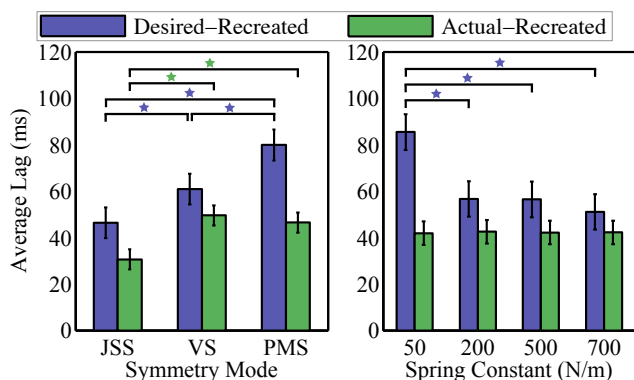 Desired–Recreated Actual–Recreated
Average Lag (ms)
120
100
80
60
40
20
0
JSS VS PMS
Symmetry Mode
120
100
80
60
40
20
0
50 200 500 700
Spring Constant (N/m)